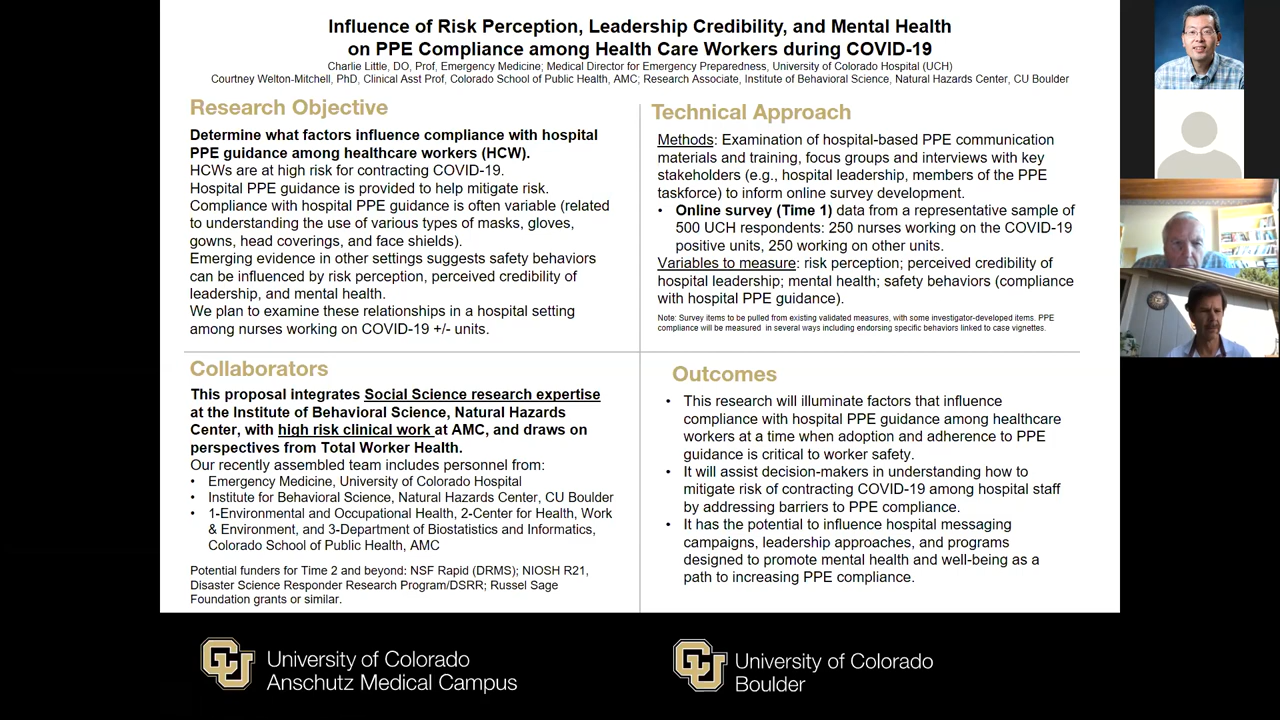 Influence of Risk Perception, Leadership Credibility, and Mental Health
on PPE Compliance among Health Care Workers during COVID-19
Charlie Little, DO, Prof, Emergency Medicine; Medical Director for Emergency Preparedness, University of Colorado Hospital (UCH)
Courtney Welton-Mitchell, PhD, Clinical Asst Prof, Colorado School of Public Health, AMC; Research Associate, Institute of Behavioral Science, Natural Hazards Center, CU Boulder
Research Objective
Determine what factors influence compliance with hospital
PPE guidance among healthcare workers (HCW).
HCWs are at high risk for contracting COVID-19.
Hospital PPE guidance is provided to help mitigate risk.
Compliance with hospital PPE guidance is often variable (related
to understanding the use of various types of masks, gloves,
gowns, head coverings, and face shields).
Emerging evidence in other settings suggests safety behaviors
can be influenced by risk perception, perceived credibility of
leadership, and mental health.
We plan to examine these relationships in a hospital setting
among nurses working on COVID-19 +/- units.
Technical Approach
Methods: Examination of hospital-based PPE communication
materials and training, focus groups and interviews with key
stakeholders (e.g., hospital leadership, members of the PPE
taskforce) to inform online survey development.
• Online survey (Time 1) data from a representative sample of
500 UCH respondents: 250 nurses working on the COVID-19
positive units, 250 working on other units.
Variables to measure: risk perception; perceived credibility of
hospital leadership; mental health; safety behaviors (compliance
with hospital PPE guidance).
Note: Survey items to be pulled from existing validated measures, with some investigator-developed items. PPE
compliance will be measured in several ways including endorsing specific behaviors linked to case vignettes.
Collaborators
This proposal integrates Social Science research expertise
at the Institute of Behavioral Science, Natural Hazards
Center, with high risk clinical work at AMC, and draws on
perspectives from Total Worker Health.
Our recently assembled team includes personnel from:
• Emergency Medicine, University of Colorado Hospital
• Institute for Behavioral Science, Natural Hazards Center, CU Boulder
• 1-Environmental and Occupational Health, 2-Center for Health, Work
& Environment, and 3-Department of Biostatistics and Informatics,
Colorado School of Public Health, AMC
Potential funders for Time 2 and beyond: NSF Rapid (DRMS); NIOSH R21,
Disaster Science Responder Research Program/DSRR; Russel Sage
Foundation grants or similar.
Outcomes
• This research will illuminate factors that influence
compliance with hospital PPE guidance among healthcare
workers at a time when adoption and adherence to PPE
guidance is critical to worker safety.
• It will assist decision-makers in understanding how to
mitigate risk of contracting COVID-19 among hospital staff
by addressing barriers to PPE compliance.
• It has the potential to influence hospital messaging
campaigns, leadership approaches, and programs
designed to promote mental health and well-being as a
path to increasing PPE compliance.
CU
University of Colorado
Anschutz Medical Campus
CU
University of Colorado
Boulder